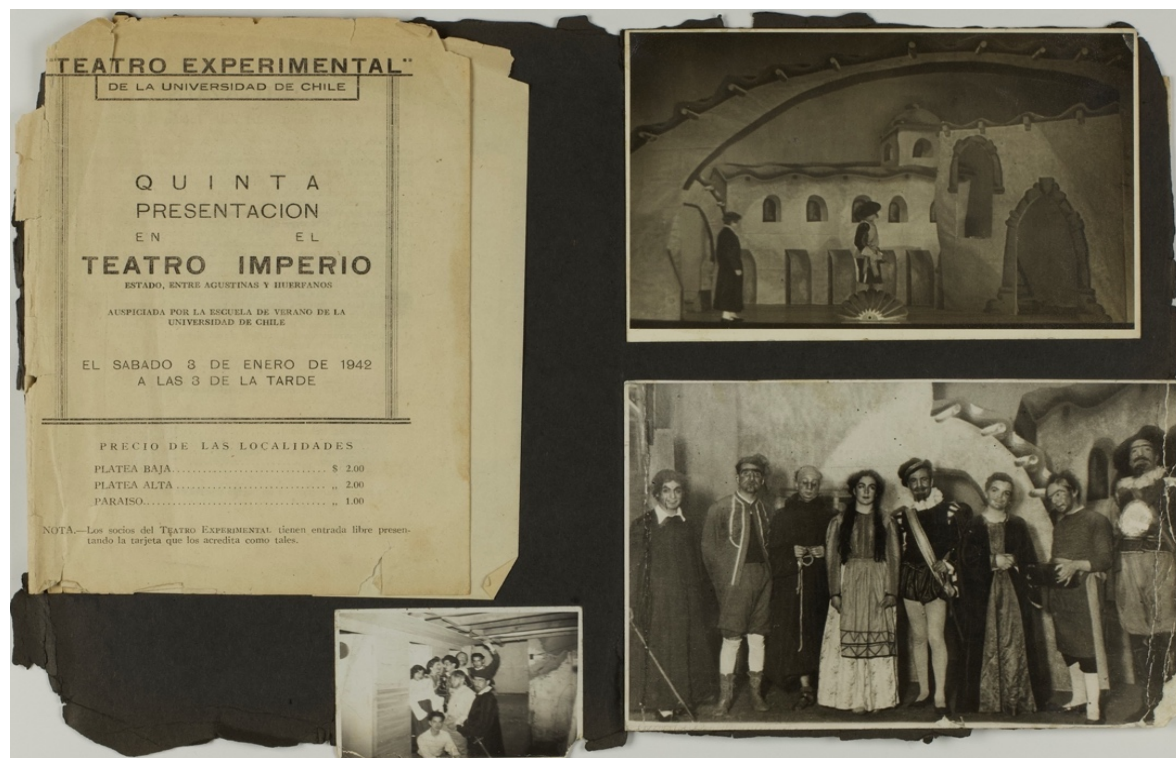 "TEATRO EXPERIMENTAL"
DE LA UNIVERSIDAD DE CHILE
QUINTA
PRESENTACION
EN EL
TEATRO IMPERIO
ESTADO, ENTRE AGUSTINAS Y HUERFANOS
AUSPICIADA POR LA ESCUELA DE VERANO DE LA
UNIVERSIDAD DE CHILE
EL SABADO 3 DE ENERO DE 1942
A LAS 3 DE LA TARDE
PRECIO DE LAS LOCALIDADES
PLATEA BAJA.............................. $ 2.00
PLATEA ALTA.............................. ,, 2.00
PARAISO.................................... ,, 1.00
NOTA.—Los socios del TEATRO EXPERIMENTAL tienen entrada libre presen-
tando la tarjeta que los acredita como tales.